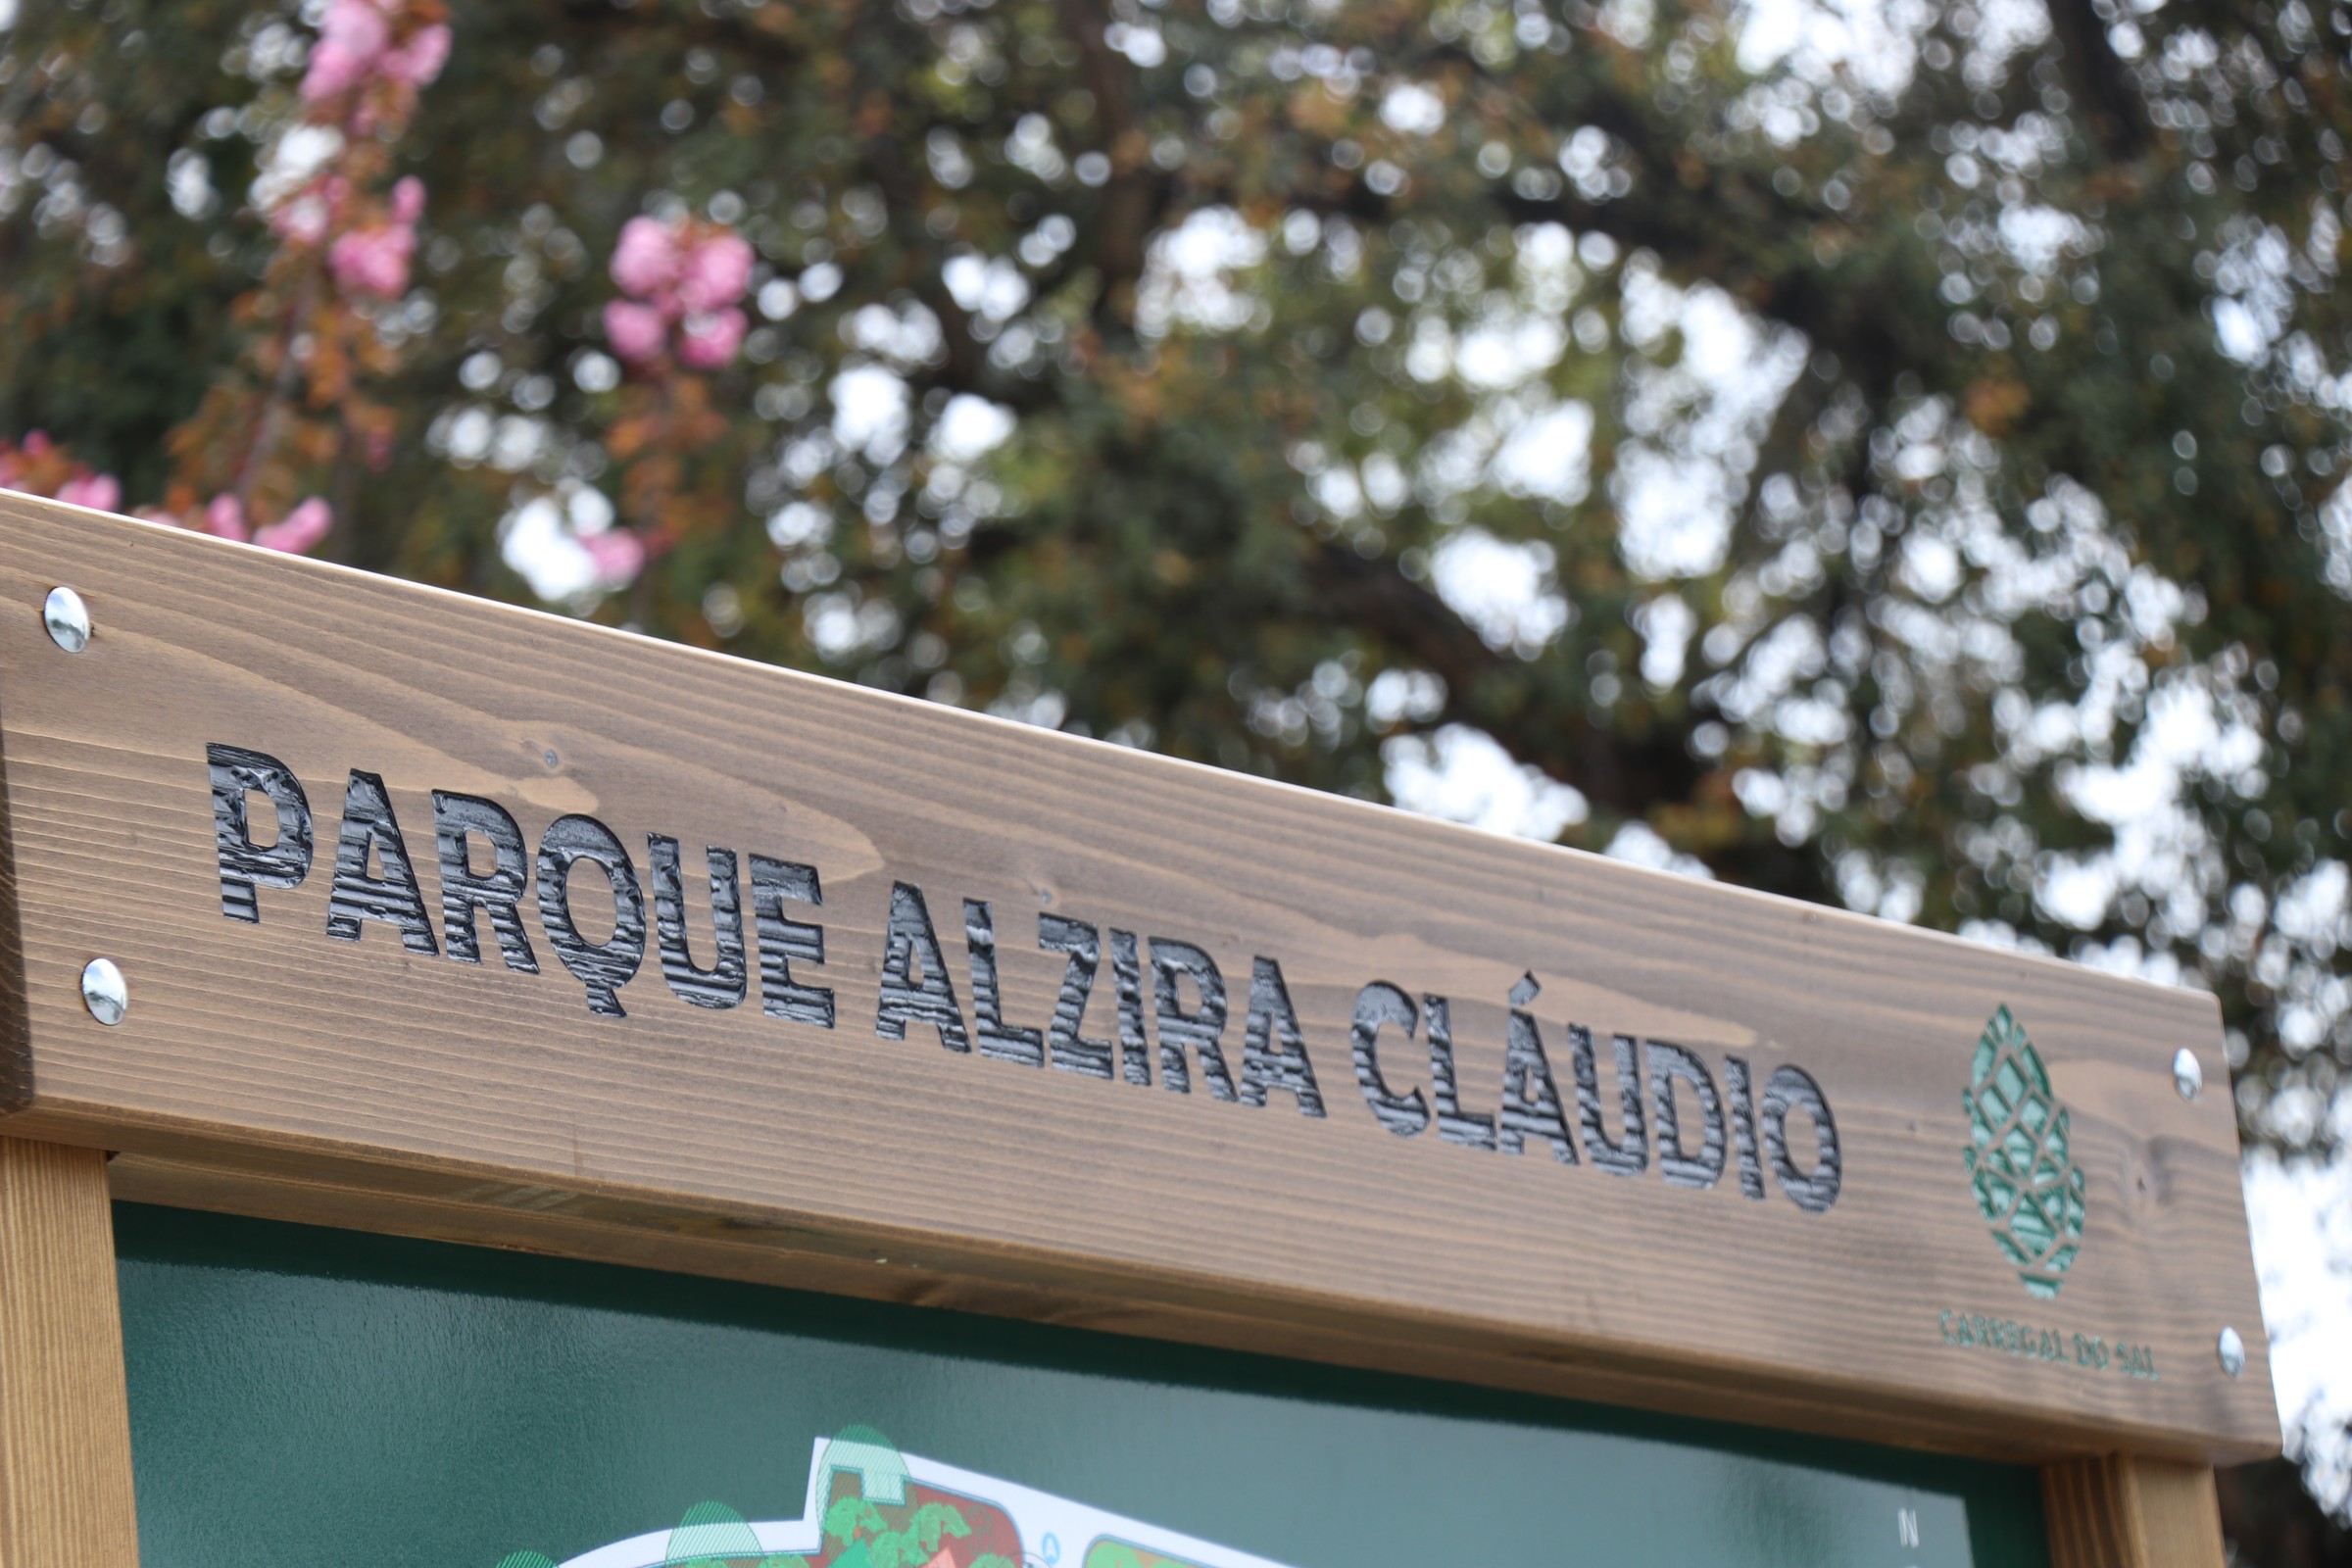 PARQUE ALZIRA CLÁUDIO
CARREGAL DO SAL
N
A